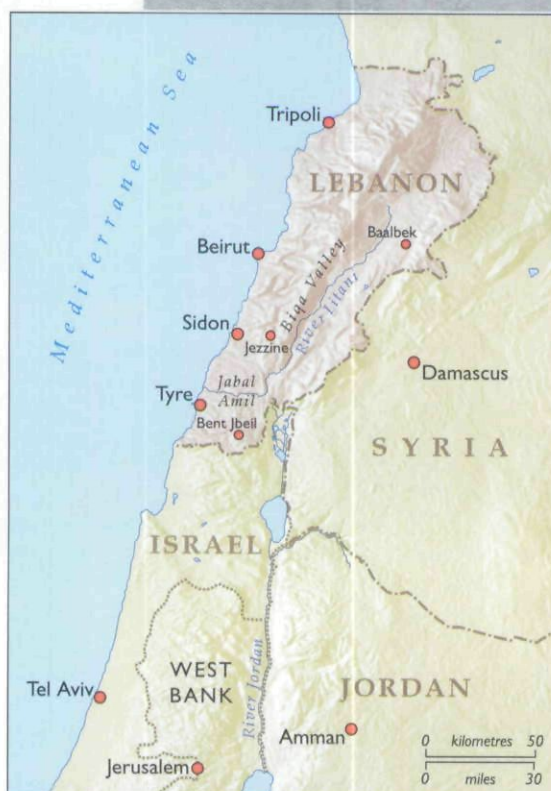 Mediterranean Sea
Tripoli
LEBANON
Baalbek
Beirut
Biqa Valley
River Litani
Sidon
Jezzine
Damascus
Jabal
Amil
Tyre
Bent Jbeil
SYRIA
ISRAEL
WEST
BANK
River Jordan
Tel Aviv
JORDAN
Amman
Jerusalem
0 kilometres 50
0 miles 30